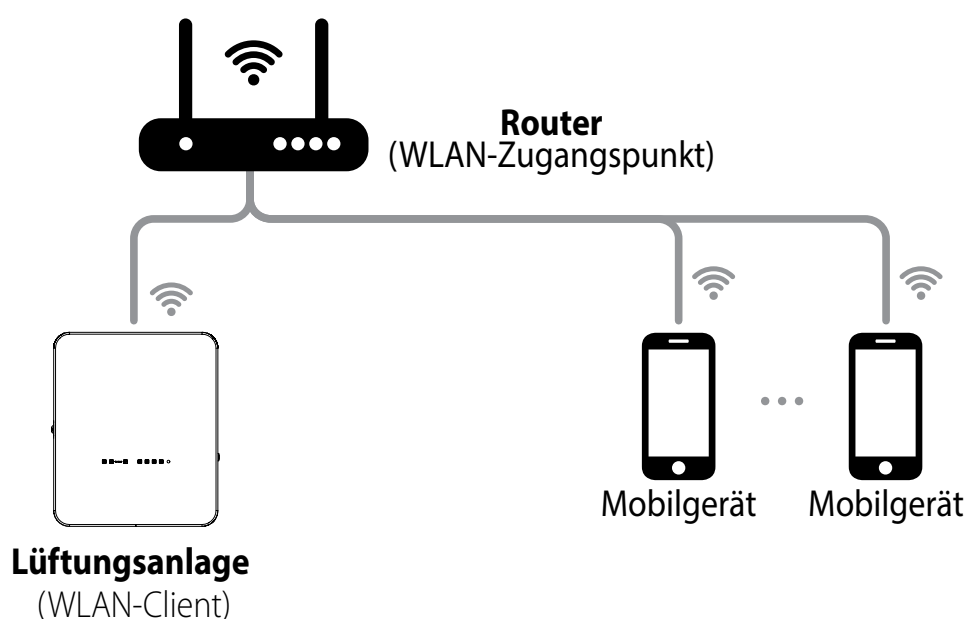 Router
(WLAN-Zugangspunkt)
Mobilgerät
Mobilgerät
Lüftungsanlage
(WLAN-Client)